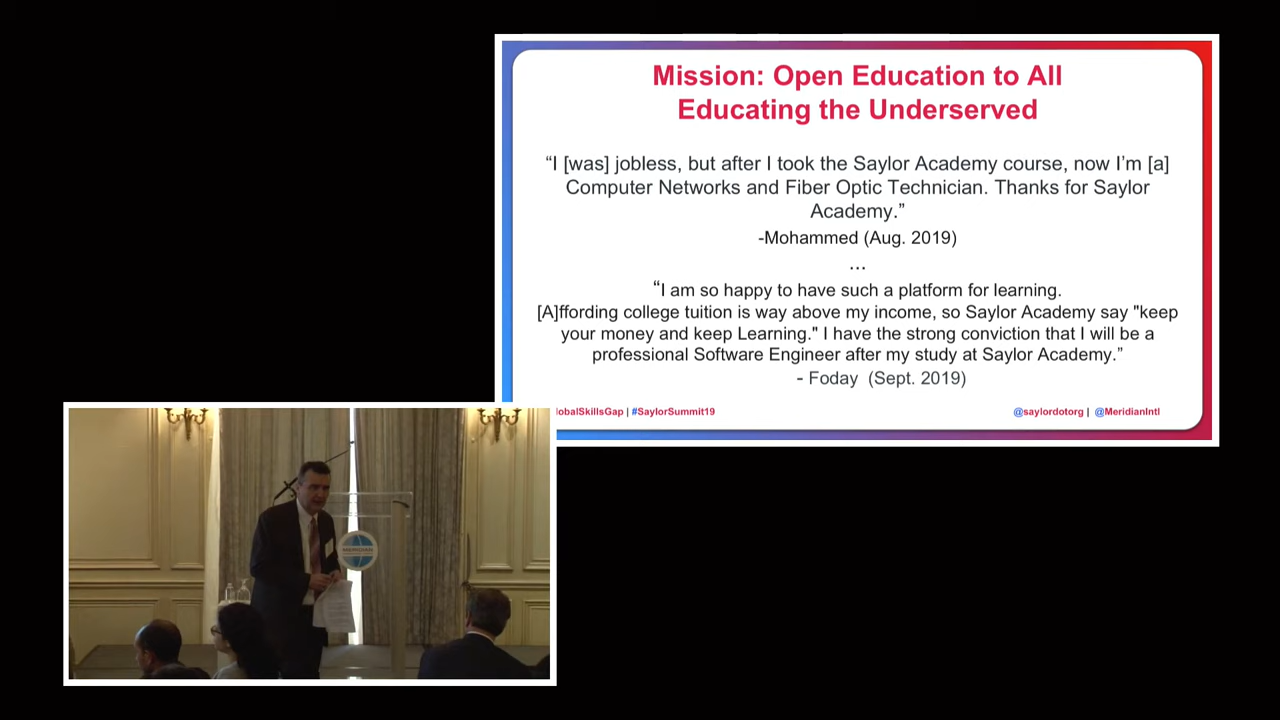 Mission: Open Education to All
Educating the Underserved
“I [was] jobless, but after I took the Saylor Academy course, now I’m [a]
Computer Networks and Fiber Optic Technician. Thanks for Saylor
Academy.”
-Mohammed (Aug. 2019)
...
“I am so happy to have such a platform for learning.
[A]ffording college tuition is way above my income, so Saylor Academy say "keep
your money and keep Learning." I have the strong conviction that I will be a
professional Software Engineer after my study at Saylor Academy.”
- Foday (Sept. 2019)
lobalSkillsGap | #SaylorSummit19
@saylordotorg | @MeridianIntl
MERIDIAN